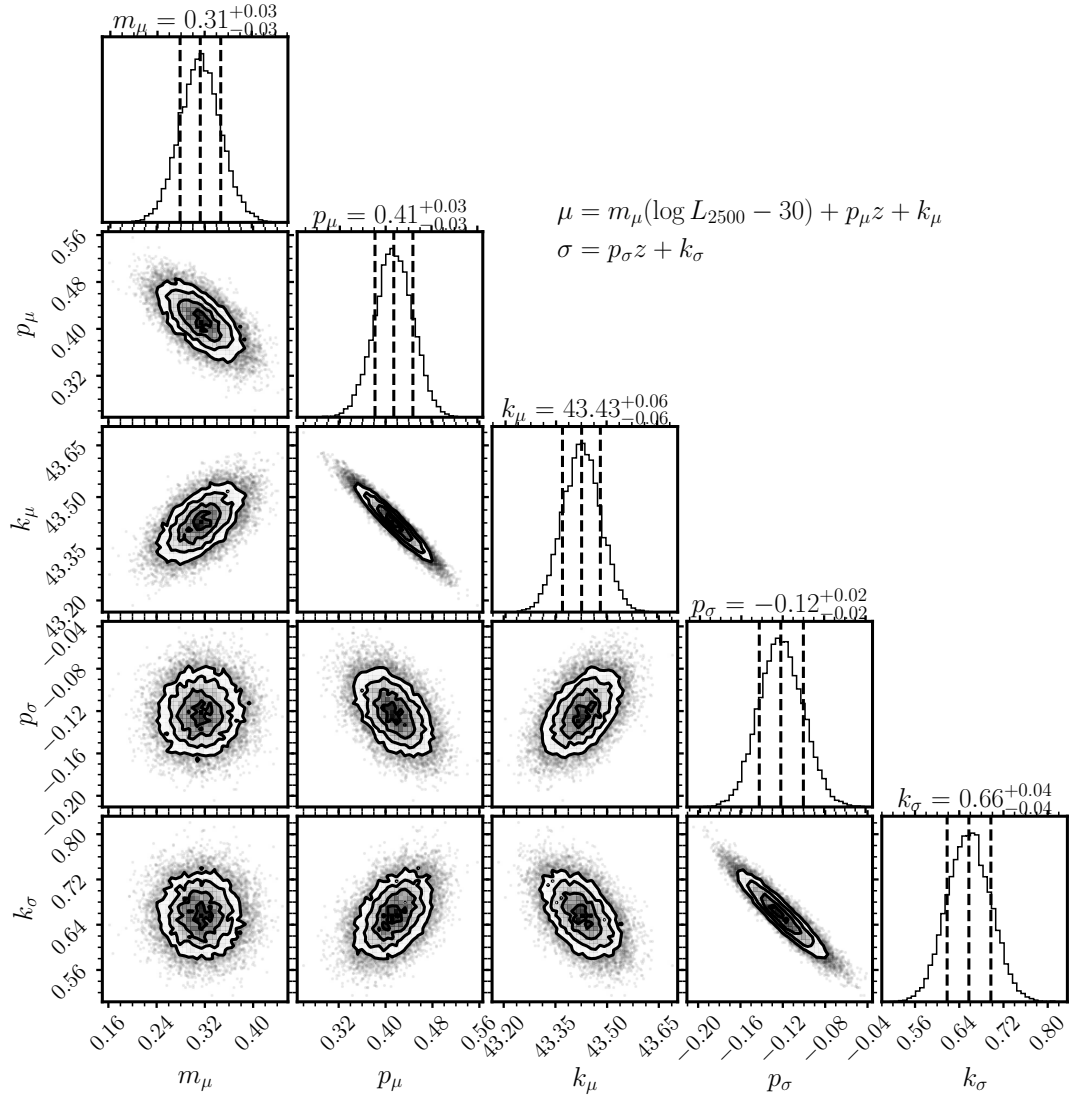 m_μ = 0.31^{+0.03}_{-0.03}
p_μ = 0.41^{+0.03}_{-0.03}
μ = m_μ(log L_{2500} − 30) + p_μ z + k_μ
σ = p_σ z + k_σ
0.56
0.48
0.40
0.32
p_μ
k_μ = 43.43^{+0.06}_{-0.06}
43.65
43.50
43.35
43.20
k_μ
p_σ = −0.12^{+0.02}_{-0.02}
−0.04
−0.08
−0.12
−0.16
−0.20
p_σ
k_σ = 0.66^{+0.04}_{-0.04}
0.80
0.72
0.64
0.56
k_σ
0.16 0.24 0.32 0.40
0.32 0.40 0.48 0.56
43.20 43.35 43.50 43.65
−0.20 −0.16 −0.12 −0.08 −0.04
0.56 0.64 0.72 0.80
m_μ p_μ k_μ p_σ k_σ